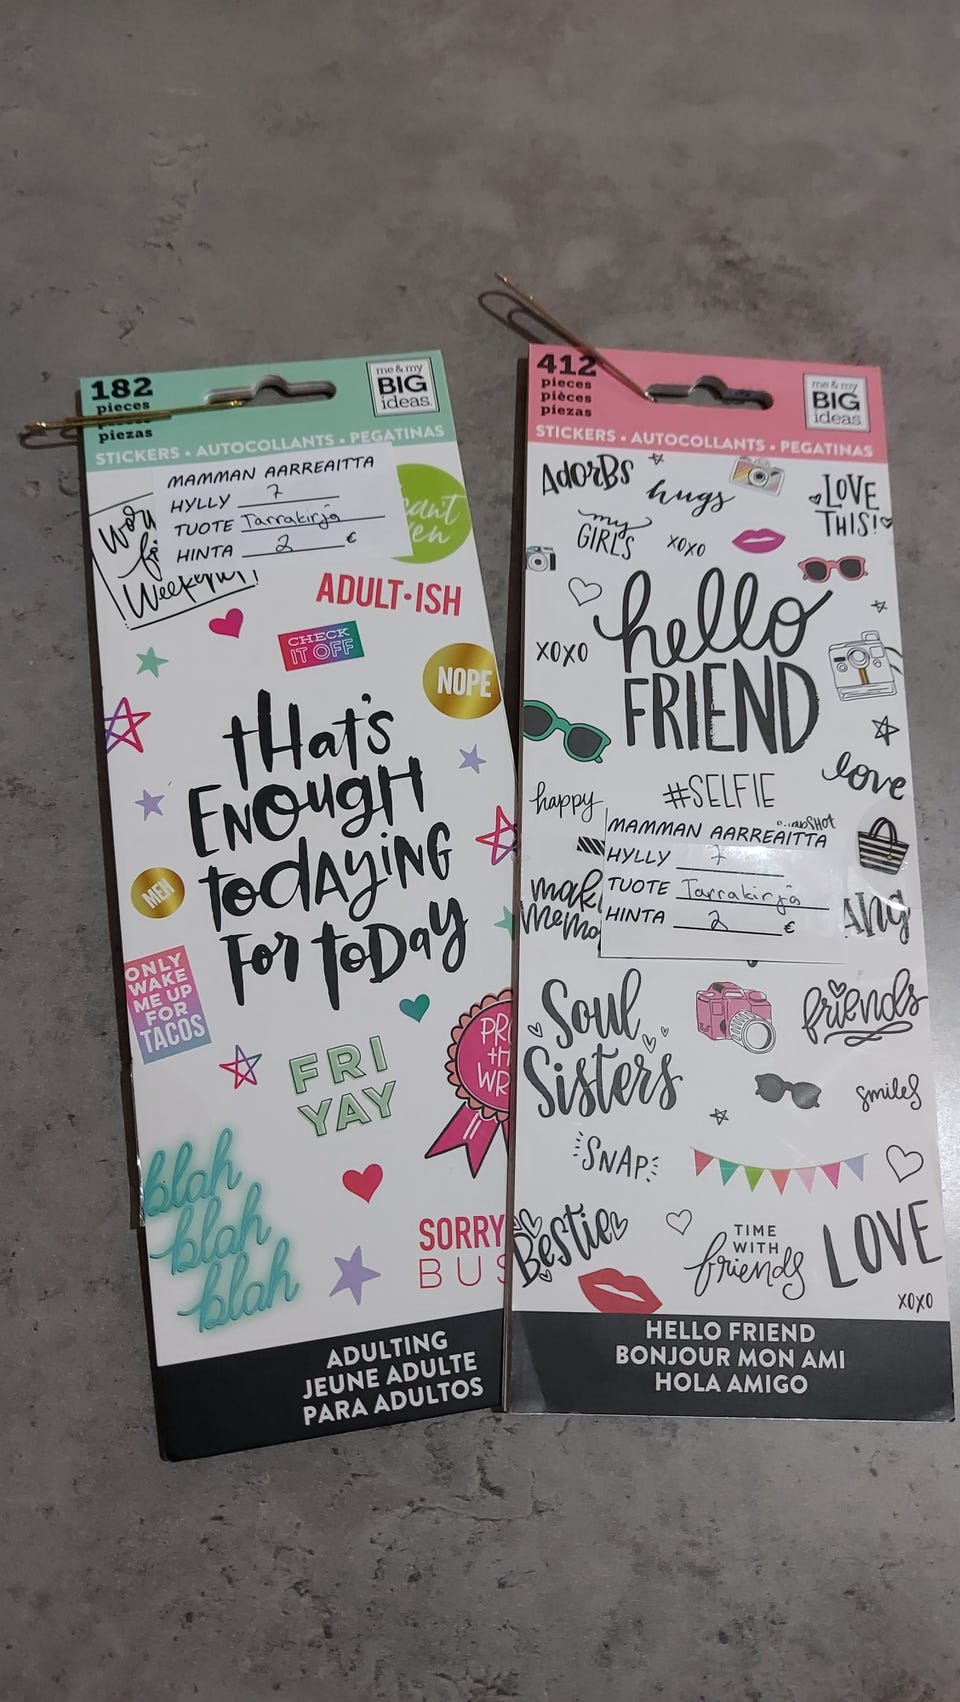 182
pieces
piezas
me & my
BIG
ideas.
STICKERS • AUTOCOLLANTS • PEGATINAS
MAMMAN AARREAITTA
HYLLY 7
TUOTE Tarrakirja
HINTA 2 €
Weekend!
ADULT•ISH
CHECK
IT OFF
NOPE
that's
ENOUGH
todAYING
For today
MEH
ONLY
WAKE
ME UP
FOR
TACOS
FRI
YAY
blah
blah
blah
SORRY
ADULTING
JEUNE ADULTE
PARA ADULTOS
412
pieces
pièces
piezas
me & my
BIG
ideas.
STICKERS • AUTOCOLLANTS • PEGATINAS
AdorBs
hugs
LOVE
THIS!
my
GIRLS
xoxo
hello
FRIEND
XOXO
love
happy
#SELFIE
MAMMAN AARREAITTA
HYLLY 7
TUOTE Tarrakirja
HINTA 2 €
Soul
Sisters
friends
smiles
SNAP
Bestie
TIME
WITH
friends
LOVE
xoxo
HELLO FRIEND
BONJOUR MON AMI
HOLA AMIGO